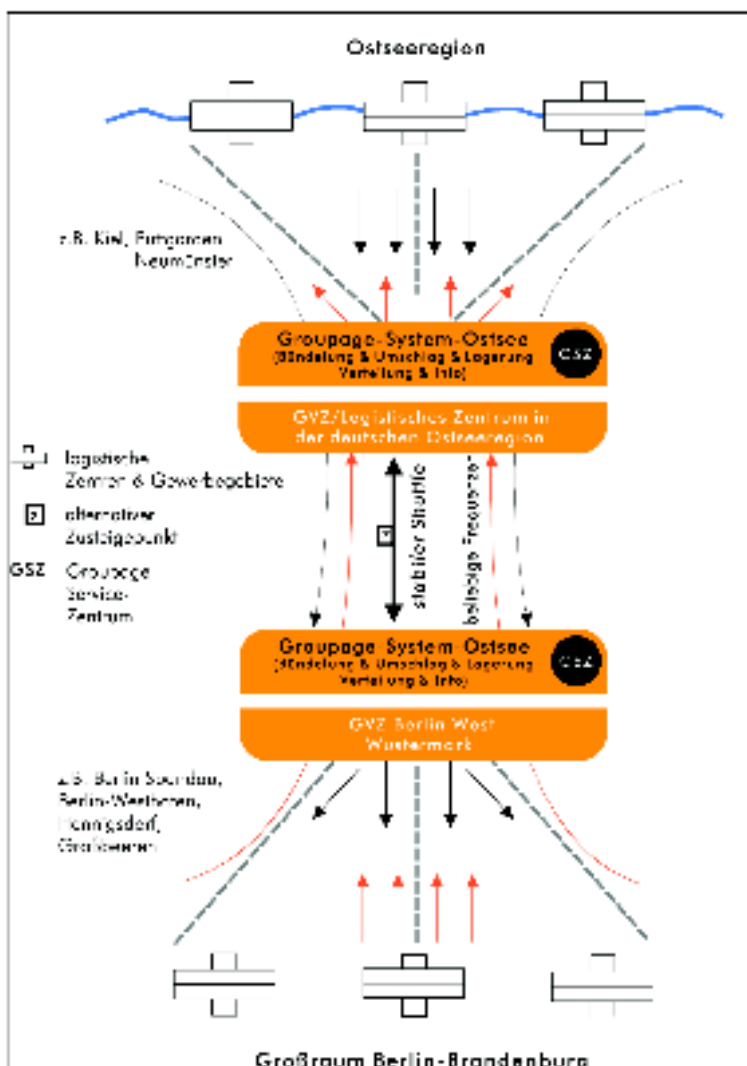 Ostseeregion
z.B. Kiel, Puttgarden
Neumünster
Groupage-System-Ostsee
(Bündelung & Umschlag & Lagerung
Verteilung & Info)
GSZ
GVZ/Logistisches Zentrum in
der deutschen Ostseeregion
logistische
Zentren & Gewerbegebiete
alternativer
Zusteigepunkt
GSZ Groupage
Service-
Zentrum
stabiler Shuttle
beliebige Frequenzen
Groupage-System-Ostsee
(Bündelung & Umschlag & Lagerung
Verteilung & Info)
GSZ
GVZ Berlin West
Wustermark
z.B. Berlin Spandau,
Berlin-Westhafen,
Hennigsdorf,
Großbeeren
Großraum Berlin-Brandenburg